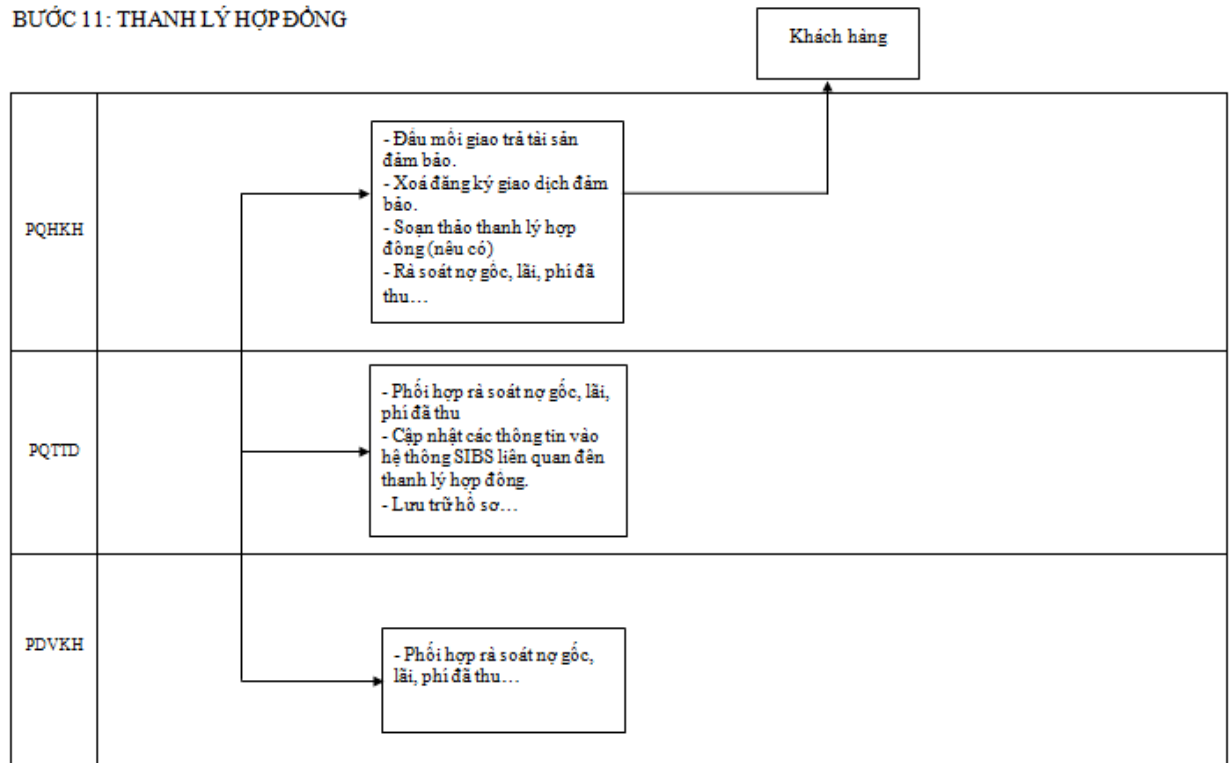 BƯỚC 11: THANH LÝ HỢP ĐỒNG
Khách hàng
PQHKH
- Đầu mối giao trả tài sản
đảm bảo.
- Xoá đăng ký giao dịch đảm
bảo.
- Soạn thảo thanh lý hợp
đồng (nếu có)
- Rà soát nợ gốc, lãi, phí đã
thu…
PQTTD
- Phối hợp rà soát nợ gốc, lãi,
phí đã thu
- Cập nhật các thông tin vào
hệ thống SIBS liên quan đến
thanh lý hợp đồng.
- Lưu trữ hồ sơ…
PDVKH
- Phối hợp rà soát nợ gốc,
lãi, phí đã thu…